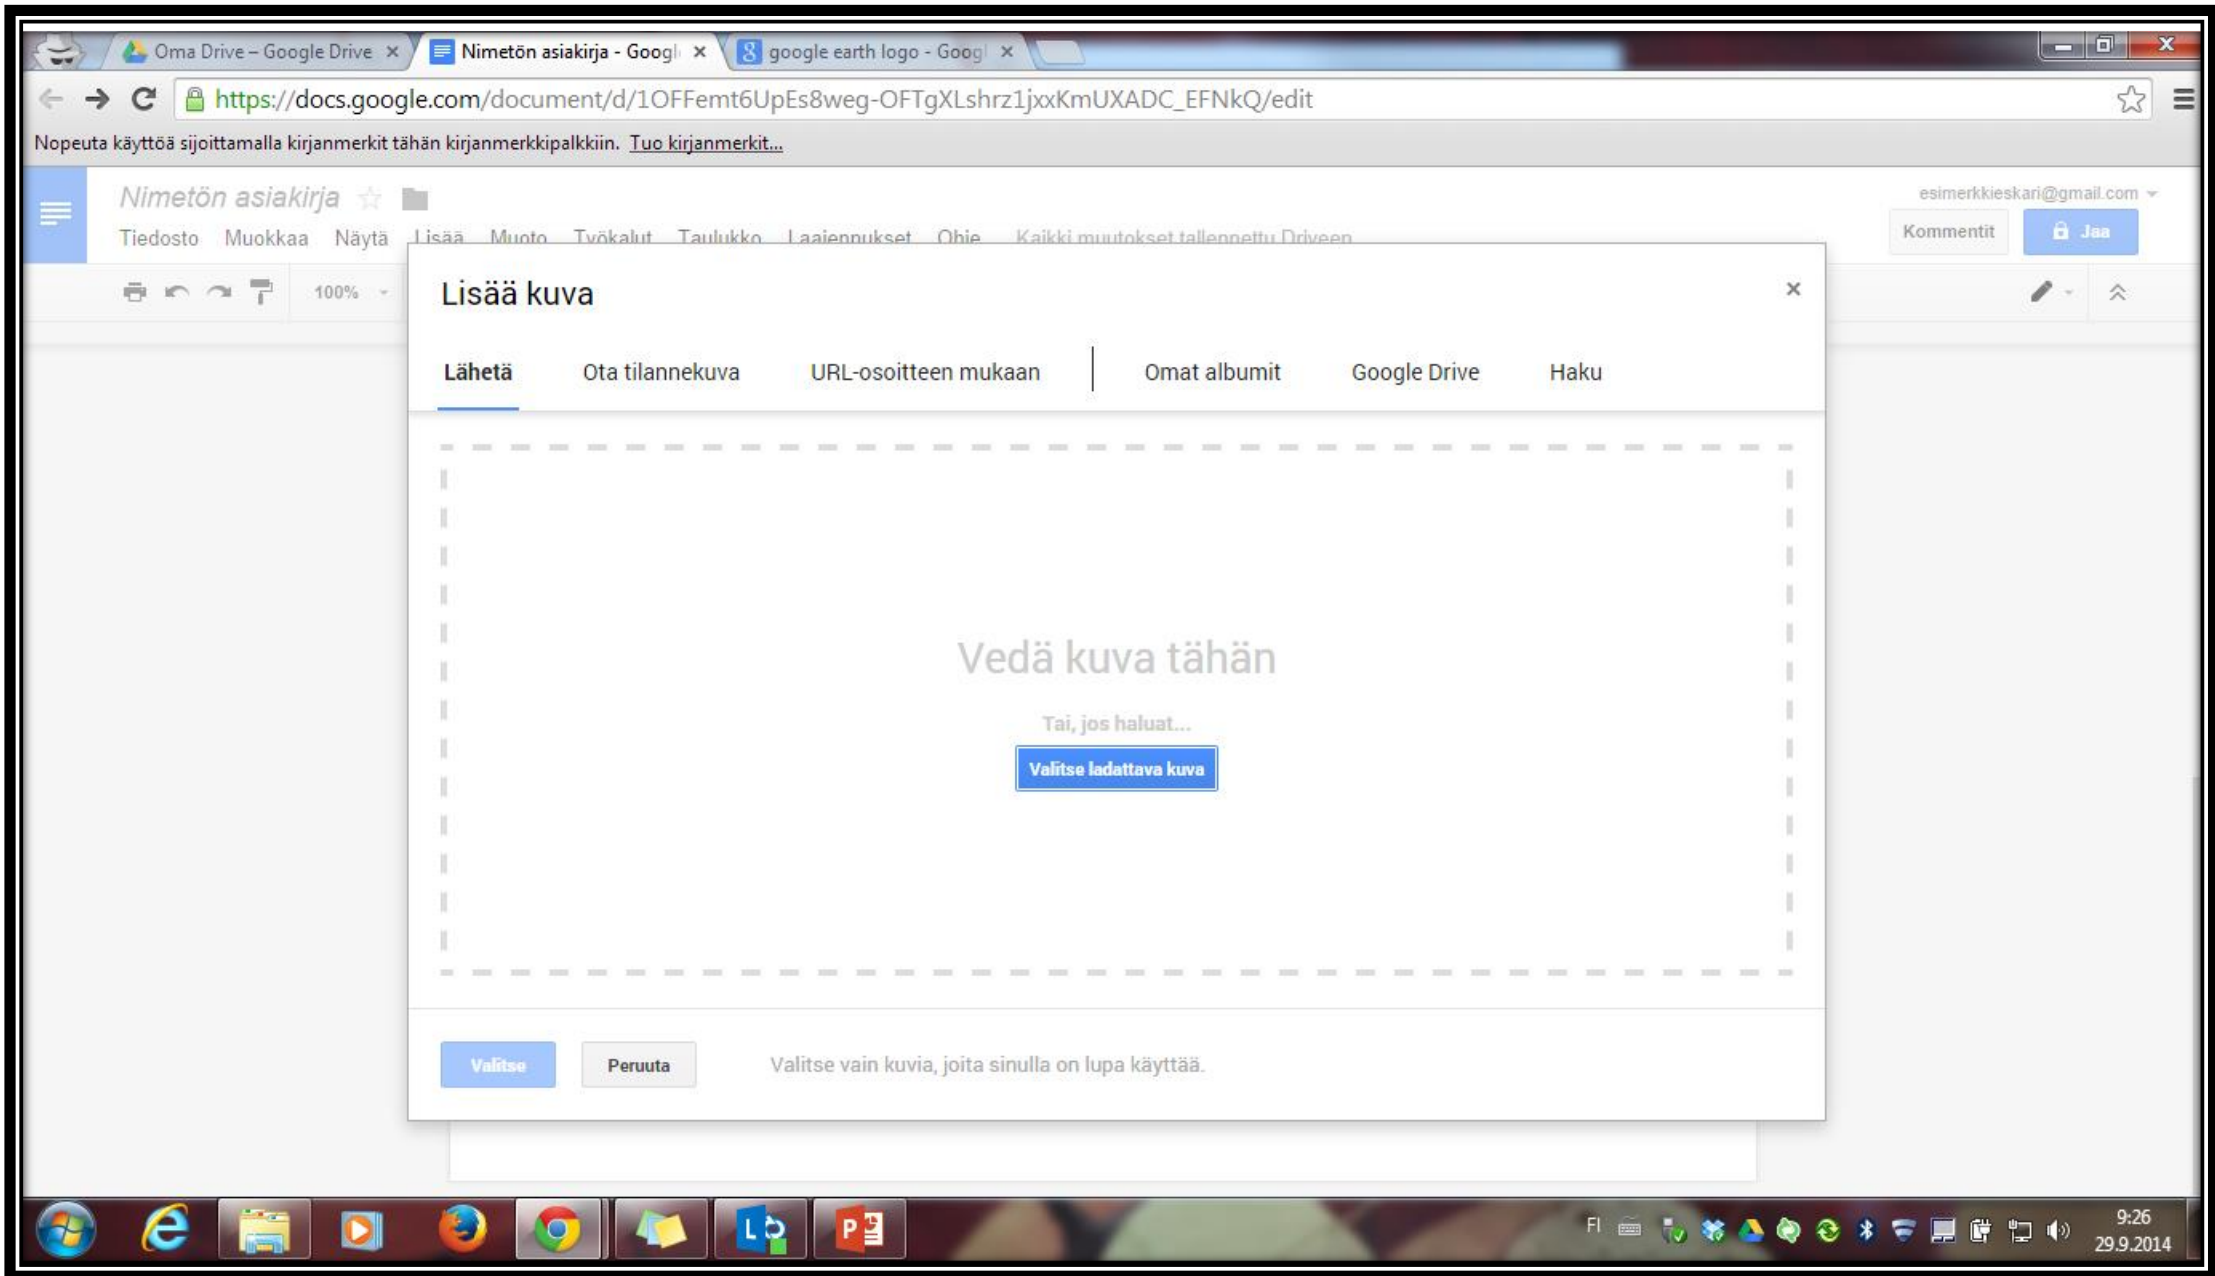 Oma Drive – Google Drive
Nimetön asiakirja - Googl
google earth logo - Googl
https://docs.google.com/document/d/1OFFemt6UpEs8weg-OFTgXLshrz1jxxKmUXADC_EFNkQ/edit
Nopeuta käyttöä sijoittamalla kirjanmerkit tähän kirjanmerkkipalkkiin. Tuo kirjanmerkit...
Nimetön asiakirja
esimerkkieskari@gmail.com
Tiedosto Muokkaa Näytä Lisää Muoto Työkalut Taulukko Laajennukset Ohje Kaikki muutokset tallennettu Driveen
Kommentit
Jaa
100%
Lisää kuva
Lähetä Ota tilannekuva URL-osoitteen mukaan Omat albumit Google Drive Haku
Vedä kuva tähän
Tai, jos haluat...
Valitse ladattava kuva
Valitse Peruuta Valitse vain kuvia, joita sinulla on lupa käyttää.
FI
9:26
29.9.2014